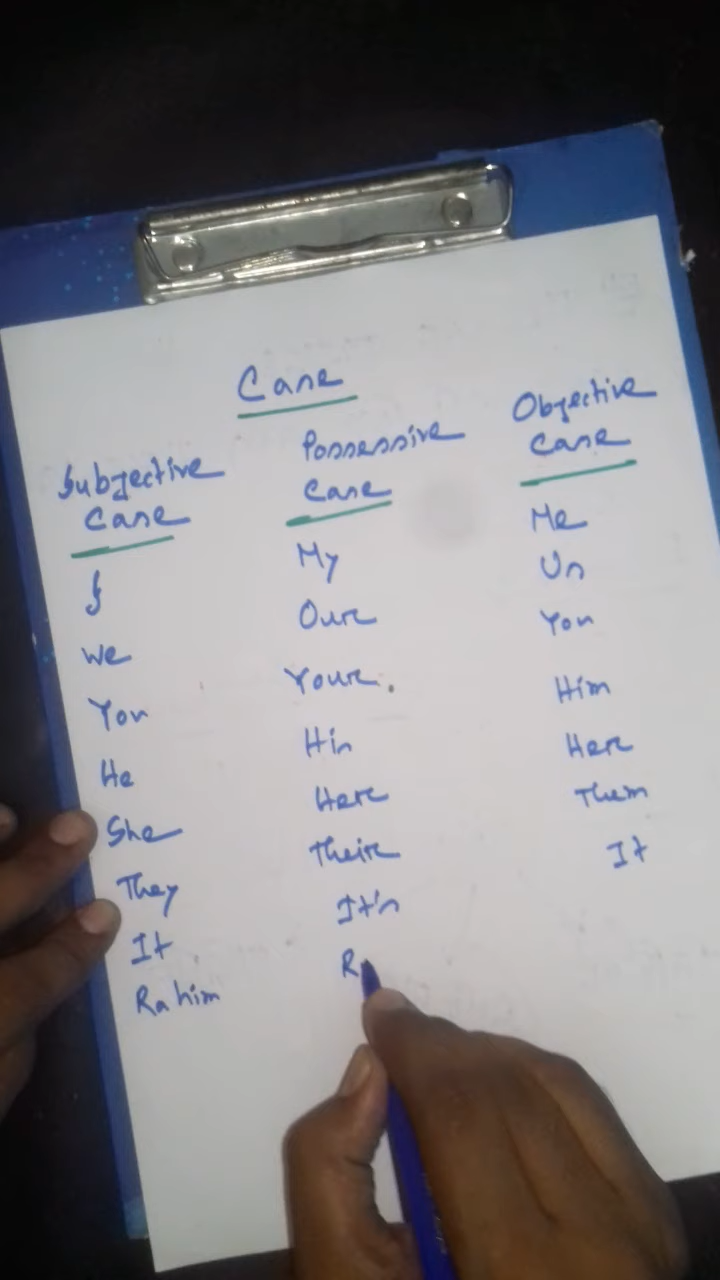 Case
Subjective Case
Possessive Case
Objective Case
I My Me
We Our Us
You Your. You
He His Him
She Her Her
They Their Them
It It's It
Rahim R